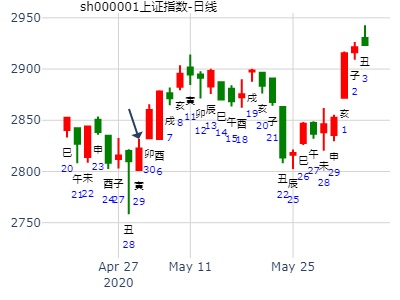 sh000001上证指数-日线
2950
2900
2850
2800
2750
巳
20
午
21
未
22
申
23
酉
24
子
27
丑
28
寅
29
卯
30
酉
6
戌
7
亥
8
寅
11
卯
12
辰
13
巳
14
午
15
酉
18
戌
19
亥
20
子
21
丑
22
辰
25
巳
26
午
27
未
28
申
29
亥
1
子
2
丑
3
Apr 27
2020
May 11
May 25